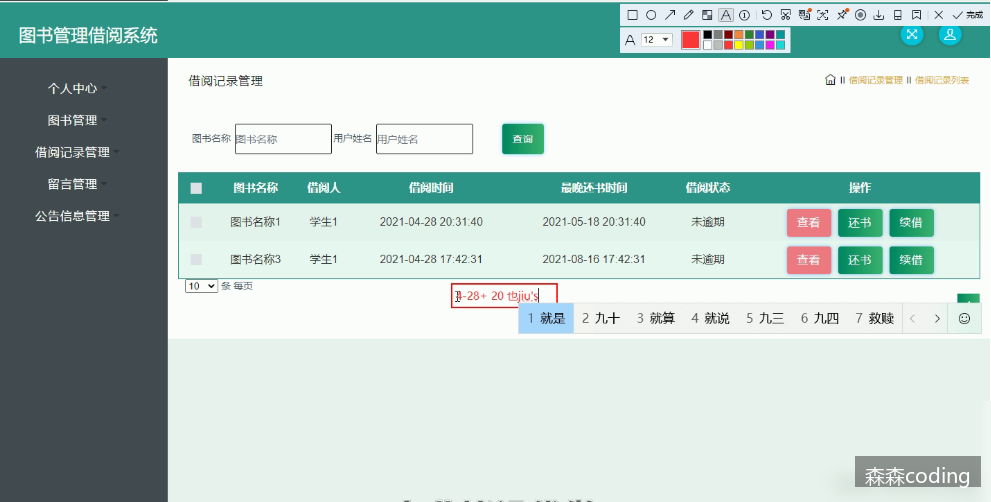 图书管理借阅系统
A 12
完成
个人中心
图书管理
借阅记录管理
留言管理
公告信息管理
借阅记录管理
借阅记录管理 借阅记录列表
图书名称 图书名称 用户姓名 用户姓名 查询
图书名称 借阅人 借阅时间 最晚还书时间 借阅状态 操作
图书名称1 学生1 2021-04-28 20:31:40 2021-05-18 20:31:40 未逾期 查看 还书 续借
图书名称3 学生1 2021-04-28 17:42:31 2021-08-16 17:42:31 未逾期 查看 还书 续借
10 条 每页
4-28+ 20 也jiu's
1 就是 2 九十 3 就算 4 就说 5 九三 6 九四 7 救赎
森森coding